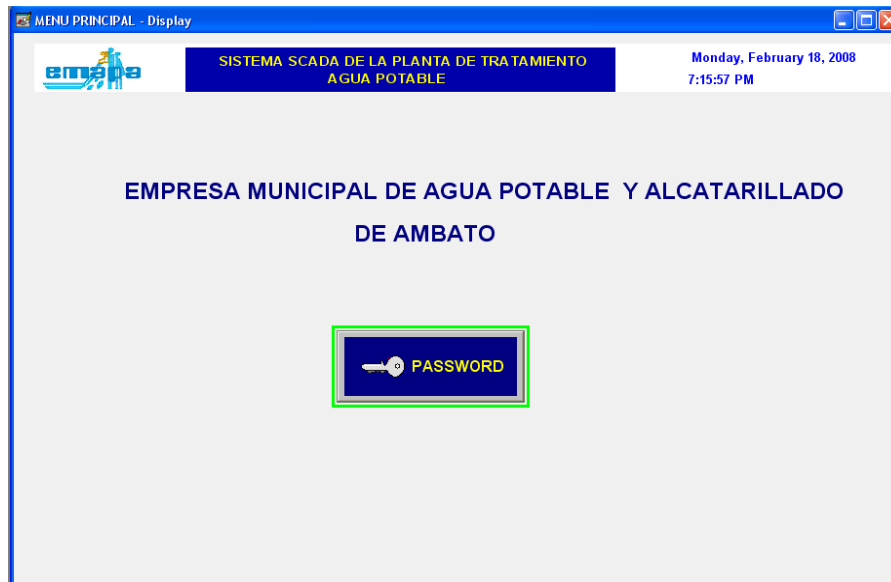 MENU PRINCIPAL - Display
emapa
SISTEMA SCADA DE LA PLANTA DE TRATAMIENTO
AGUA POTABLE
Monday, February 18, 2008
7:15:57 PM
EMPRESA MUNICIPAL DE AGUA POTABLE Y ALCATARILLADO
DE AMBATO
PASSWORD